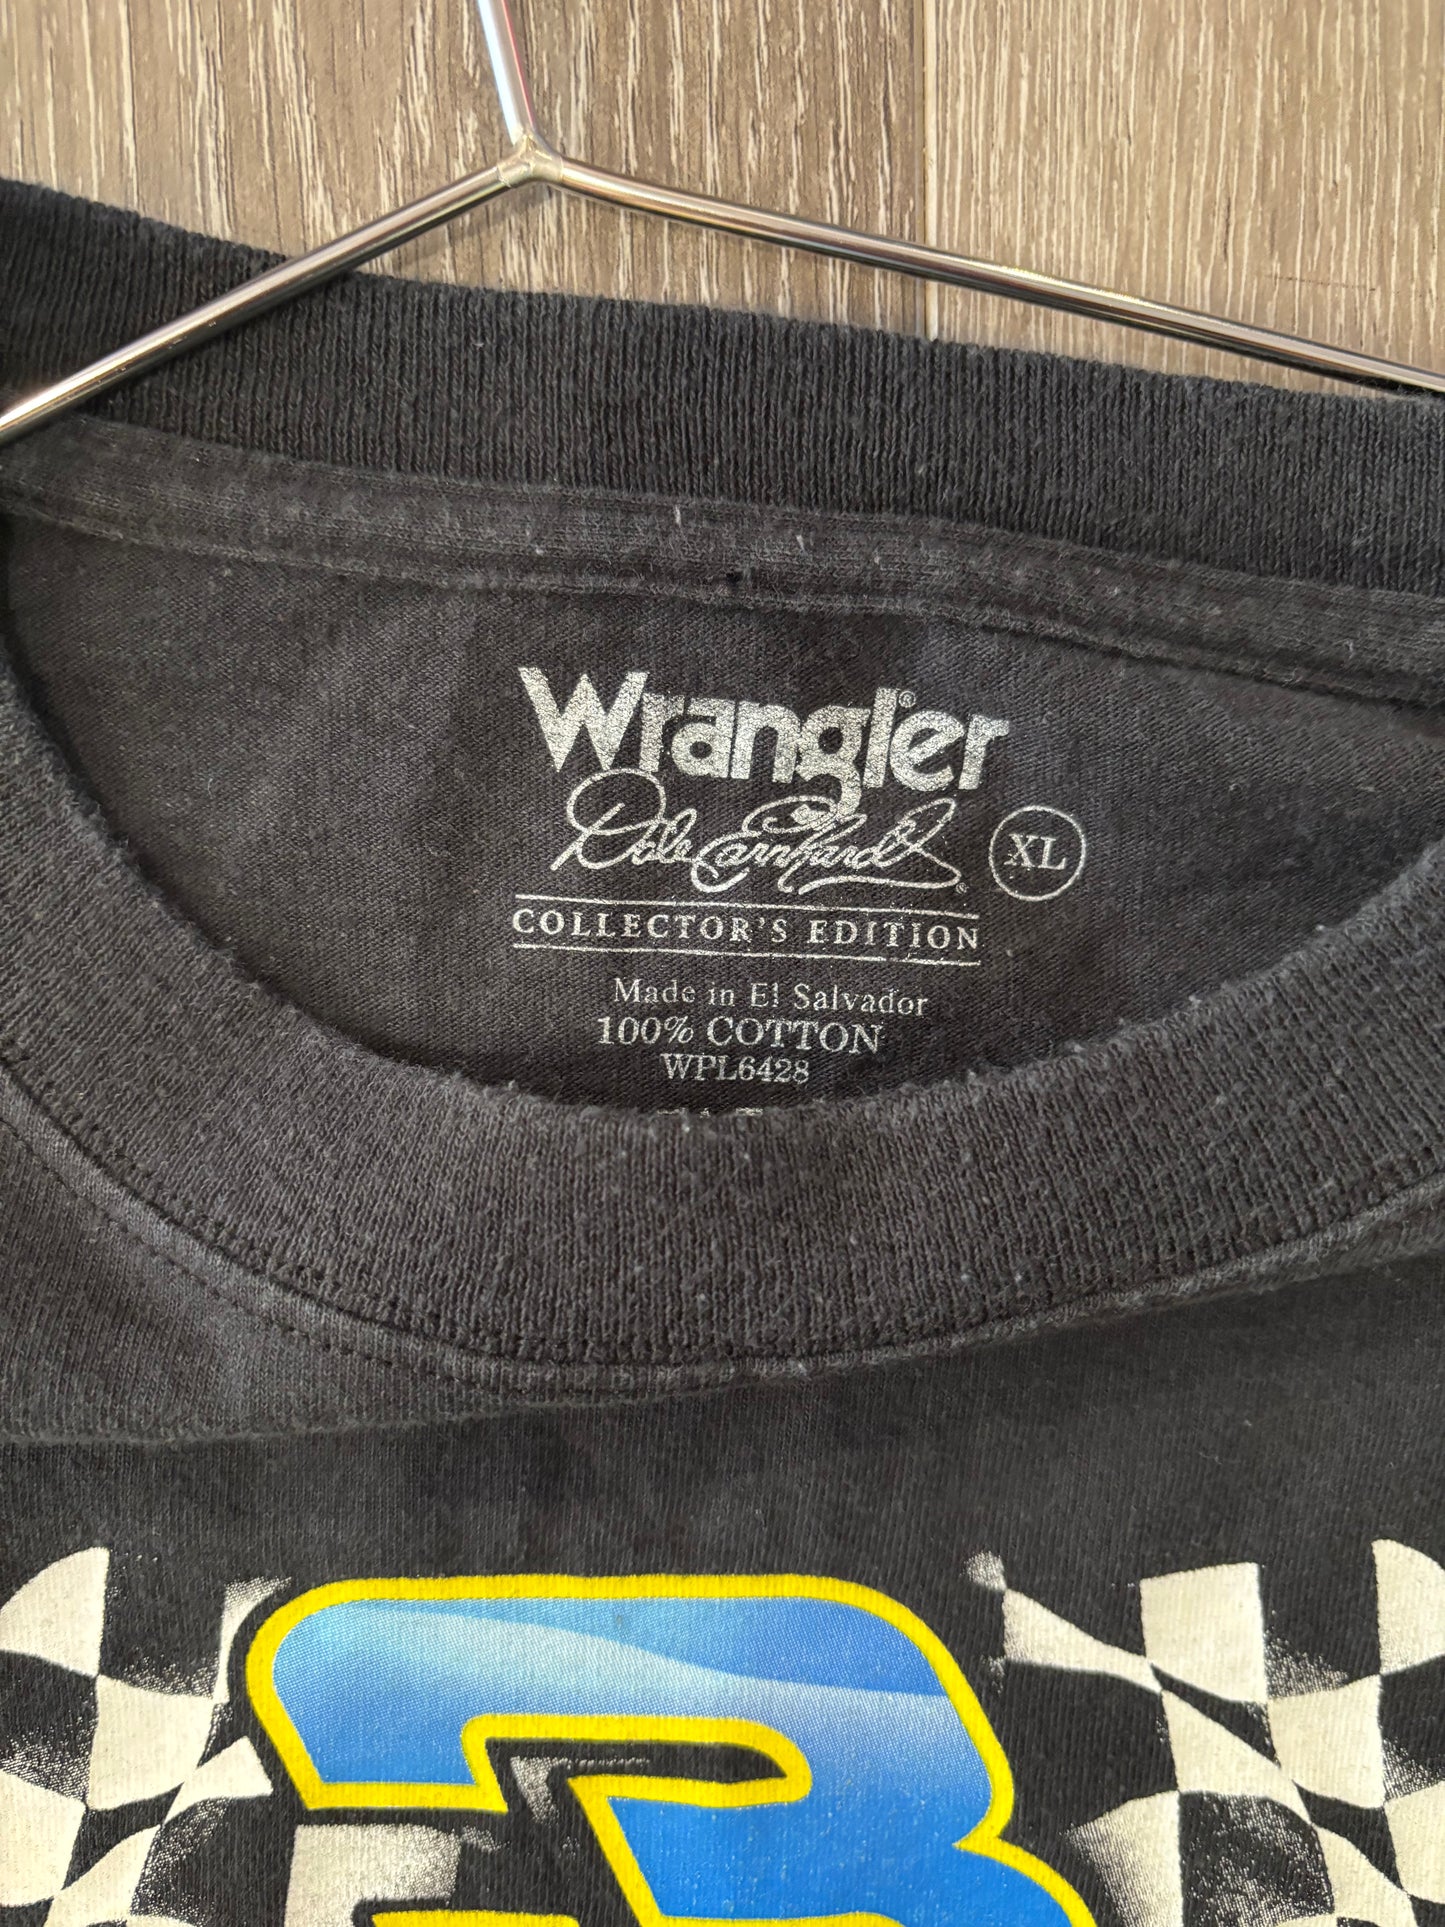 Wrangler®
Dale Earnhardt® XL
COLLECTOR'S EDITION
Made in El Salvador
100% COTTON
WPL6428
3